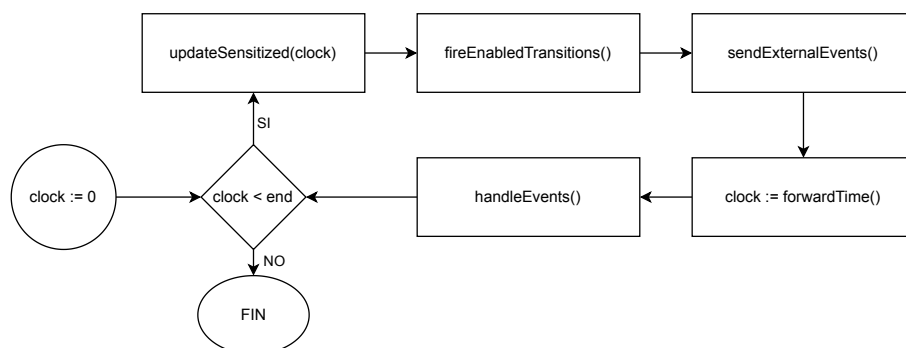 updateSensitized(clock)
fireEnabledTransitions()
sendExternalEvents()
SI
clock := 0
clock < end
handleEvents()
clock := forwardTime()
NO
FIN